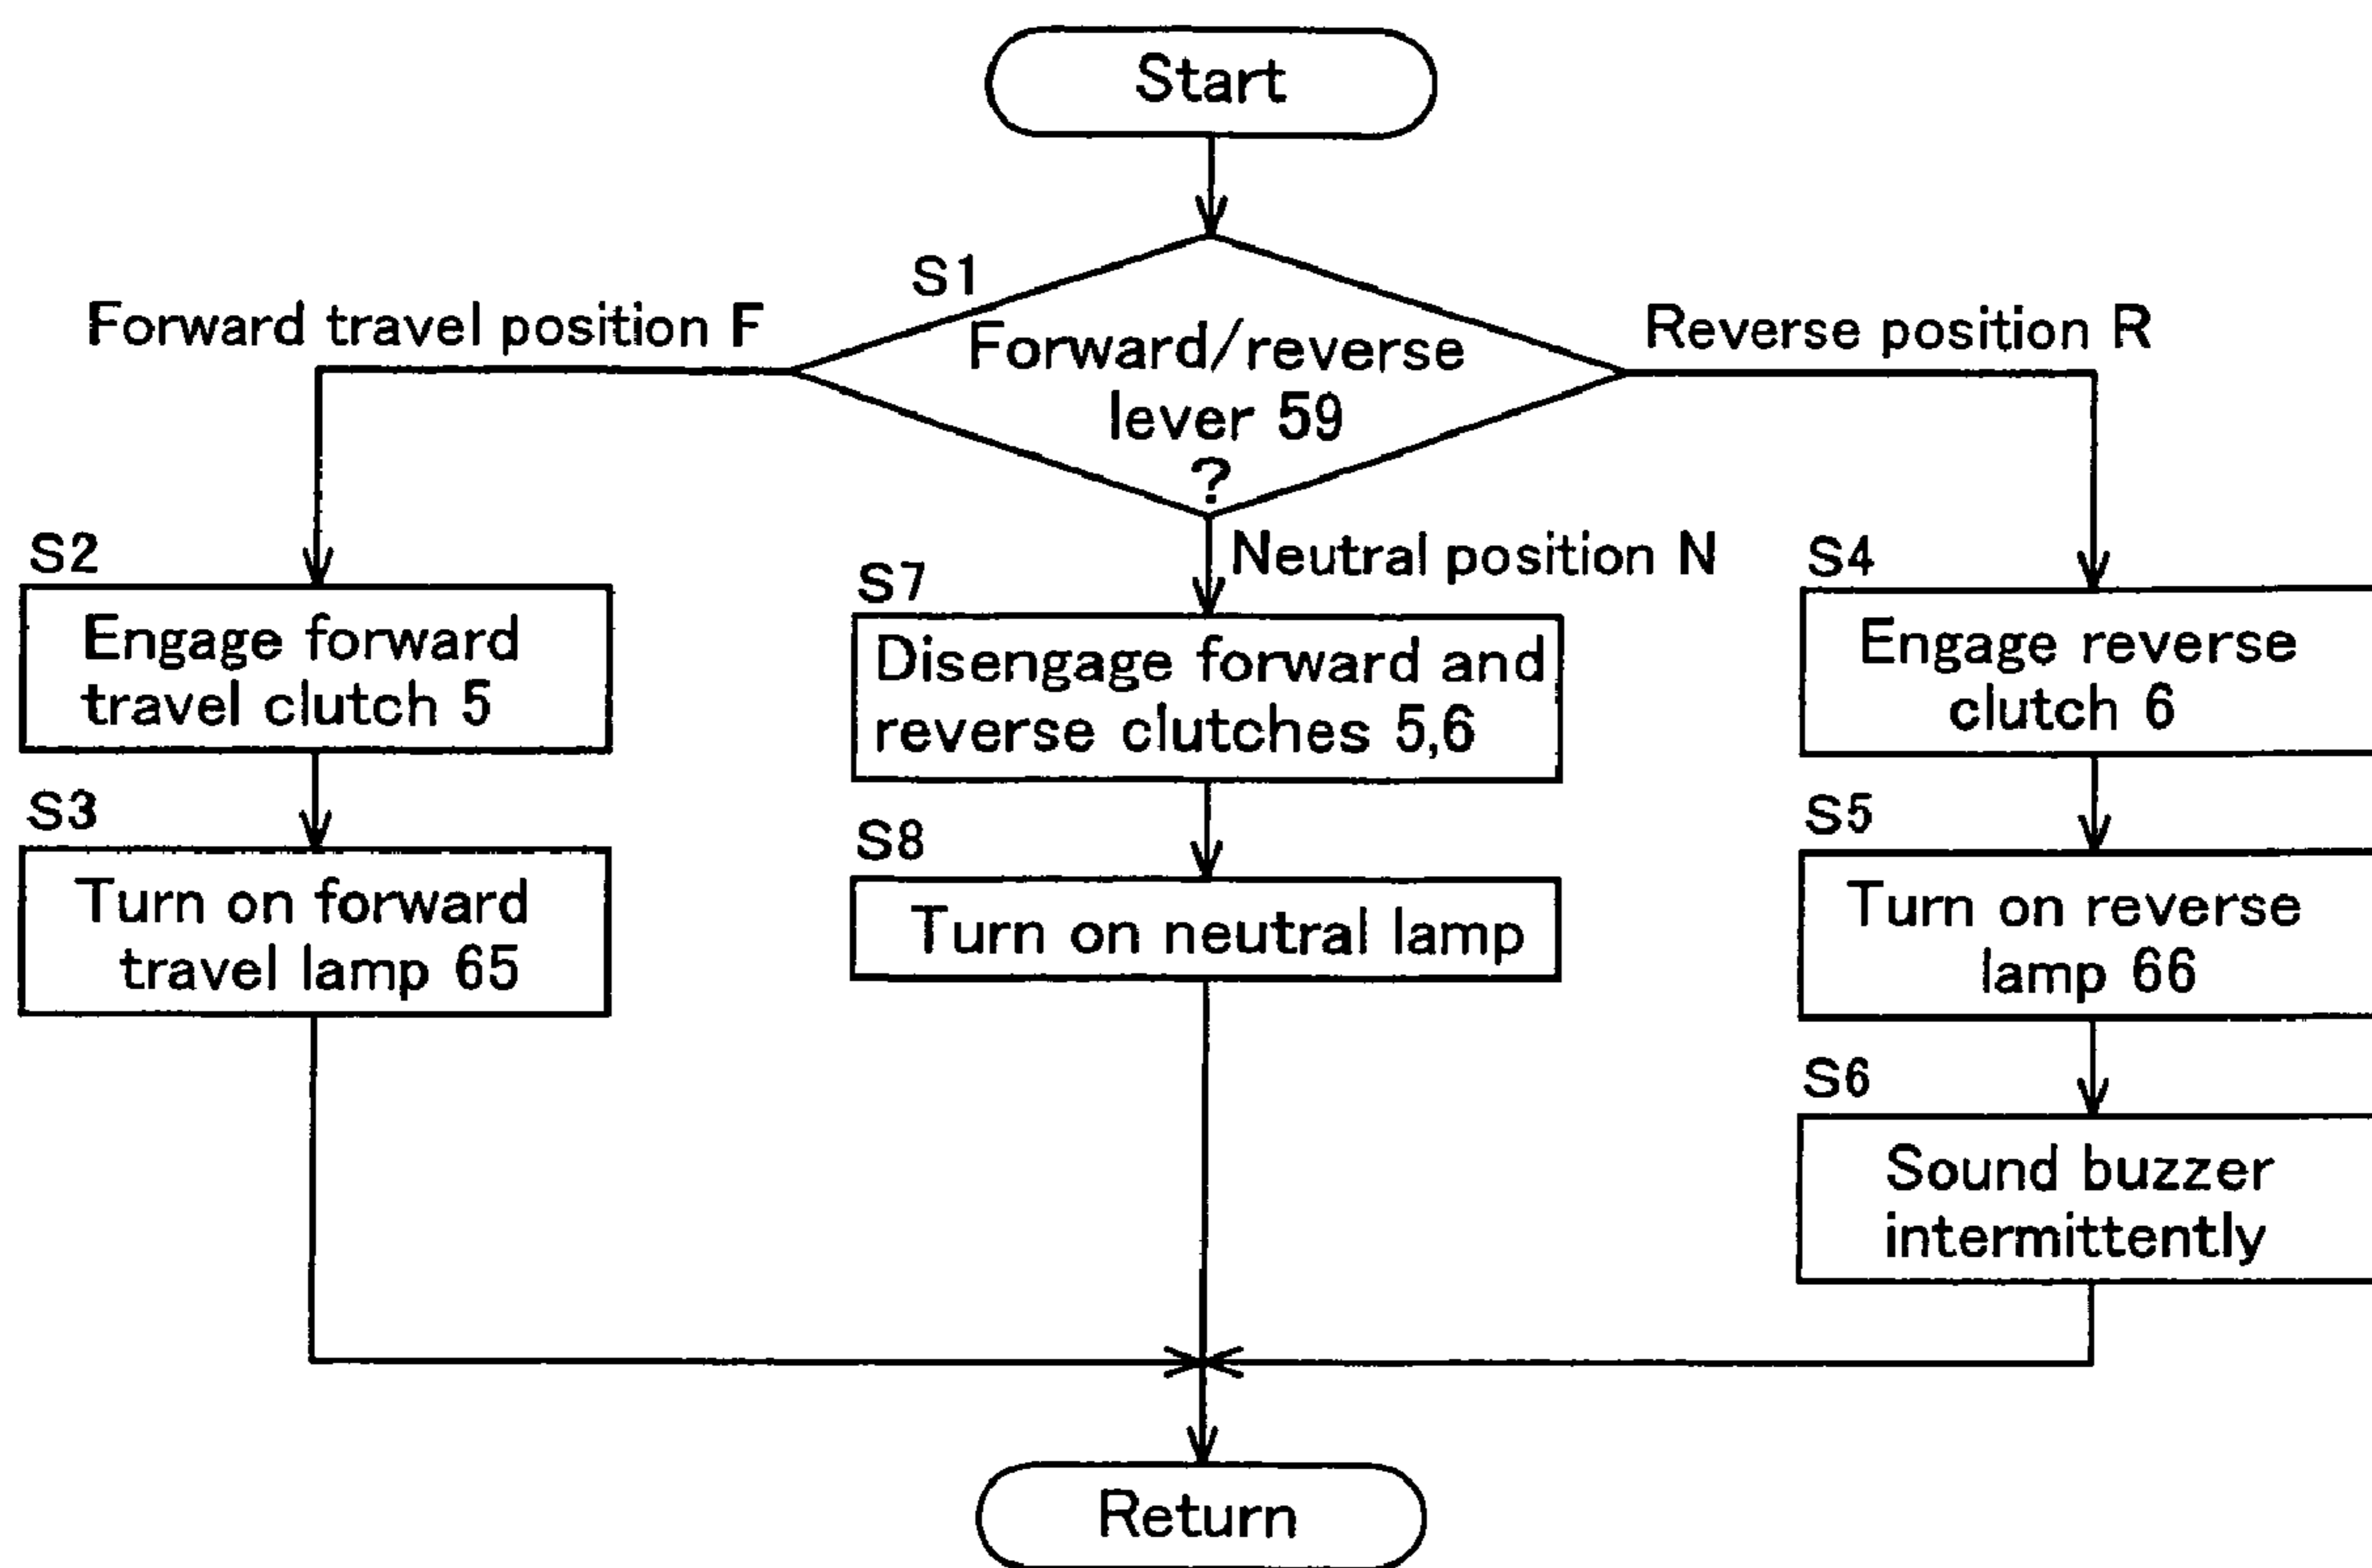 Start
S1
Forward travel position F
Forward/reverse
lever 59
?
Reverse position R
Neutral position N
S2
Engage forward
travel clutch 5
S3
Turn on forward
travel lamp 65
S7
Disengage forward and
reverse clutches 5,6
S8
Turn on neutral lamp
S4
Engage reverse
clutch 6
S5
Turn on reverse
lamp 66
S6
Sound buzzer
intermittently
Return